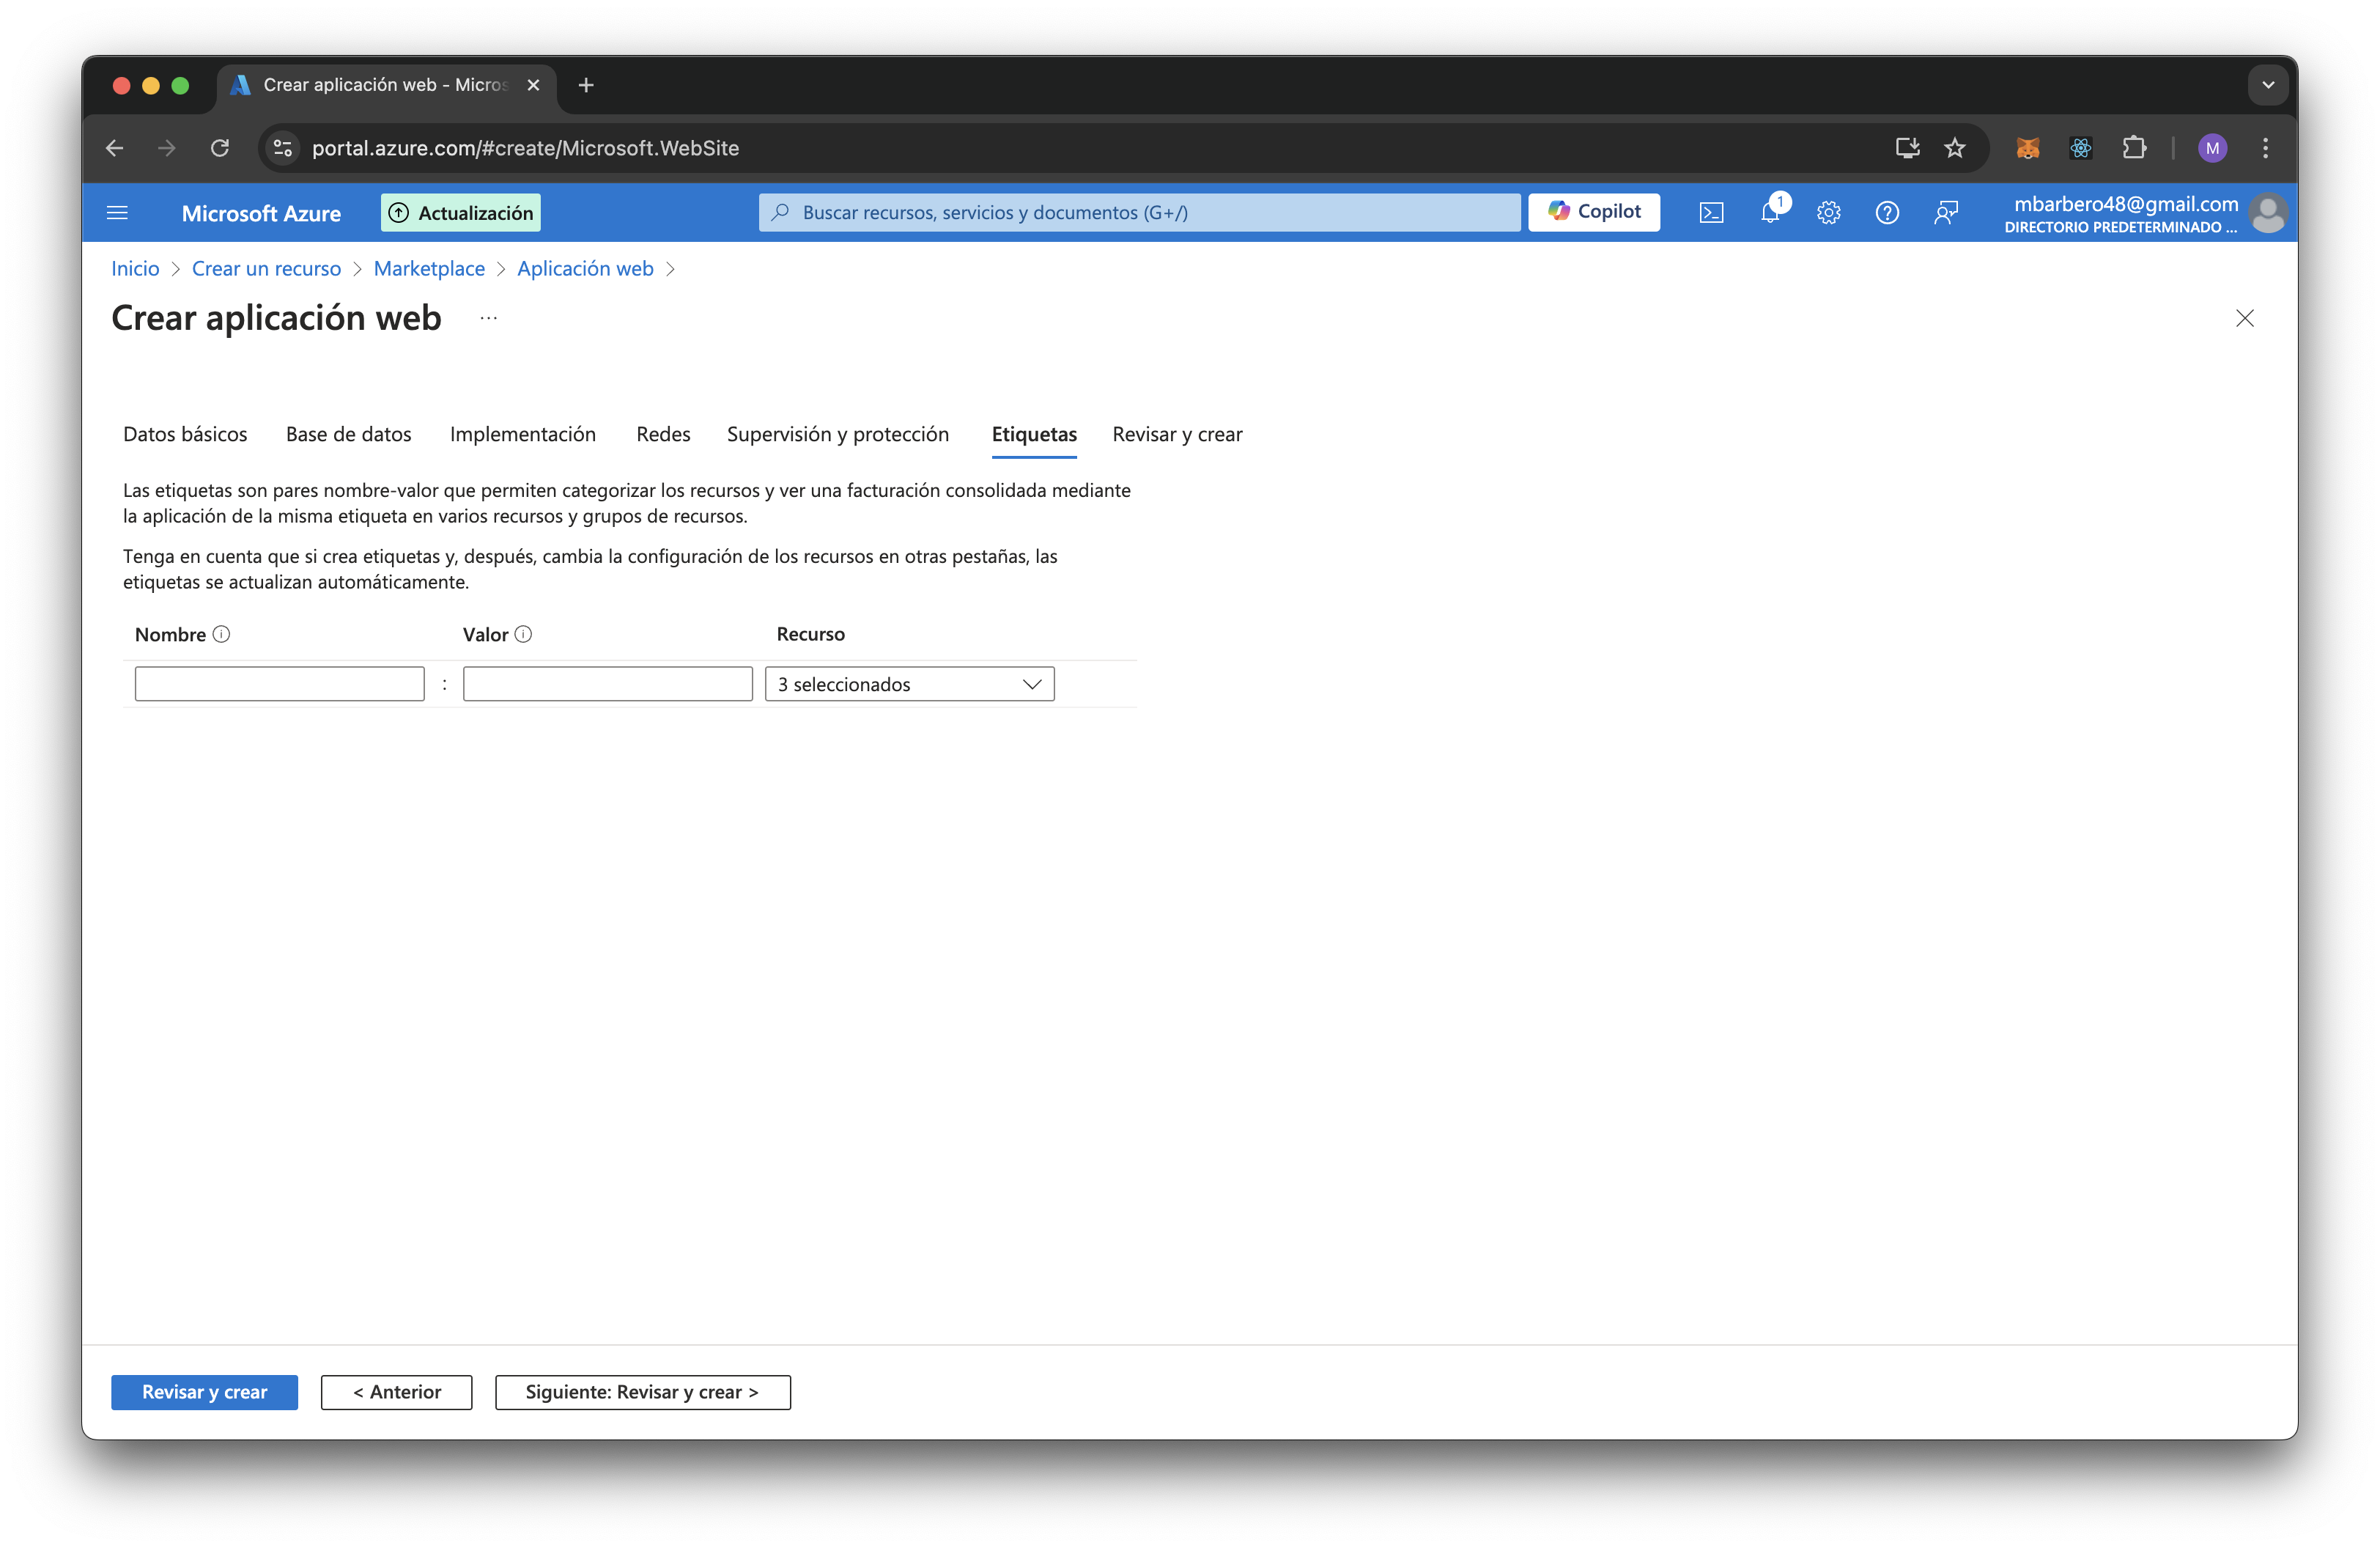 Crear aplicación web - Micros
portal.azure.com/#create/Microsoft.WebSite
M
Microsoft Azure
Actualización
Buscar recursos, servicios y documentos (G+/)
Copilot
1
mbarbero48@gmail.com
DIRECTORIO PREDETERMINADO ...
Inicio > Crear un recurso > Marketplace > Aplicación web >
Crear aplicación web ...
Datos básicos Base de datos Implementación Redes Supervisión y protección Etiquetas Revisar y crear
Las etiquetas son pares nombre-valor que permiten categorizar los recursos y ver una facturación consolidada mediante
la aplicación de la misma etiqueta en varios recursos y grupos de recursos.
Tenga en cuenta que si crea etiquetas y, después, cambia la configuración de los recursos en otras pestañas, las
etiquetas se actualizan automáticamente.
Nombre Valor Recurso
: 3 seleccionados
Revisar y crear < Anterior Siguiente: Revisar y crear >